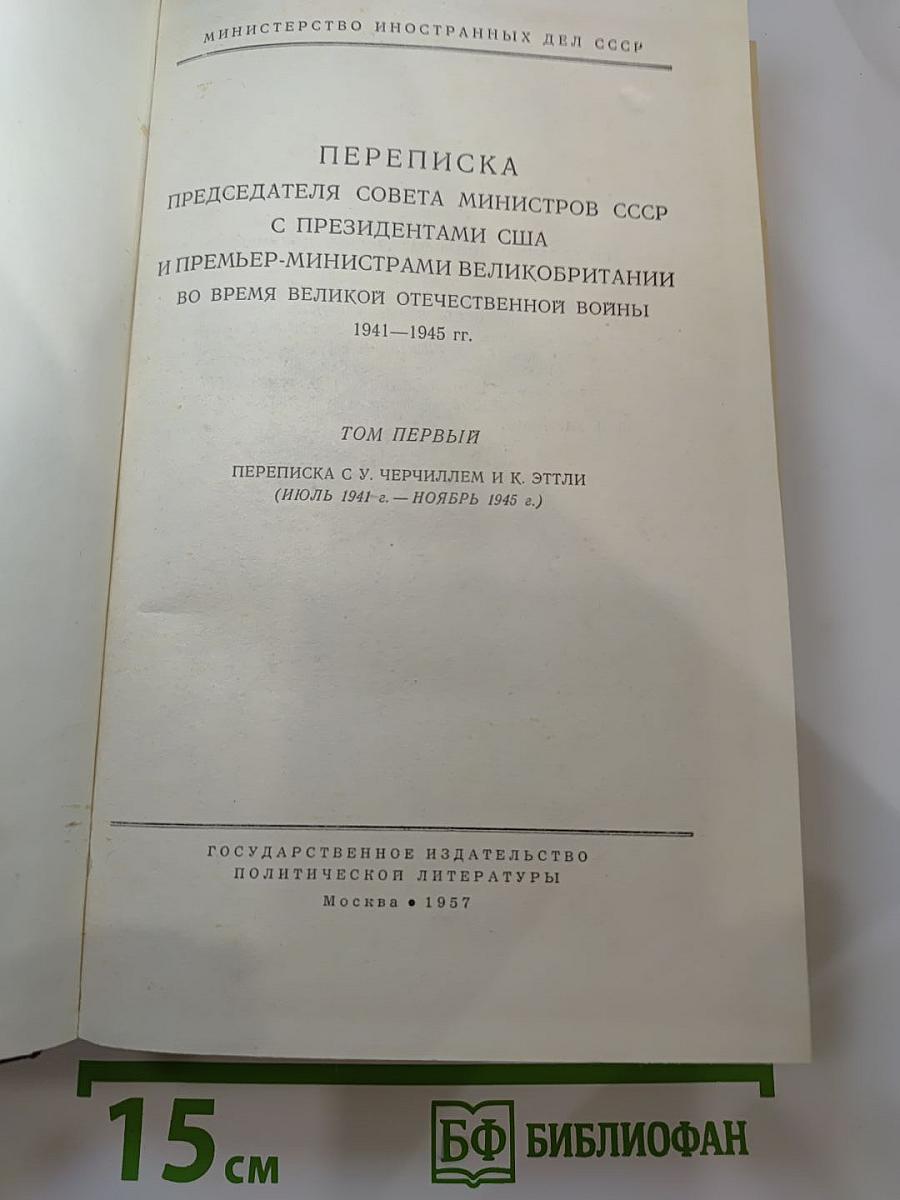 МИНИСТЕРСТВО ИНОСТРАННЫХ ДЕЛ СССР
ПЕРЕПИСКА
ПРЕДСЕДАТЕЛЯ СОВЕТА МИНИСТРОВ СССР
С ПРЕЗИДЕНТАМИ США
И ПРЕМЬЕР-МИНИСТРАМИ ВЕЛИКОБРИТАНИИ
ВО ВРЕМЯ ВЕЛИКОЙ ОТЕЧЕСТВЕННОЙ ВОЙНЫ
1941—1945 гг.
ТОМ ПЕРВЫЙ
ПЕРЕПИСКА С У. ЧЕРЧИЛЛЕМ И К. ЭТТЛИ
(ИЮЛЬ 1941 г. — НОЯБРЬ 1945 г.)
ГОСУДАРСТВЕННОЕ ИЗДАТЕЛЬСТВО
ПОЛИТИЧЕСКОЙ ЛИТЕРАТУРЫ
Москва • 1957
15 см
БФ БИБЛИОФАН